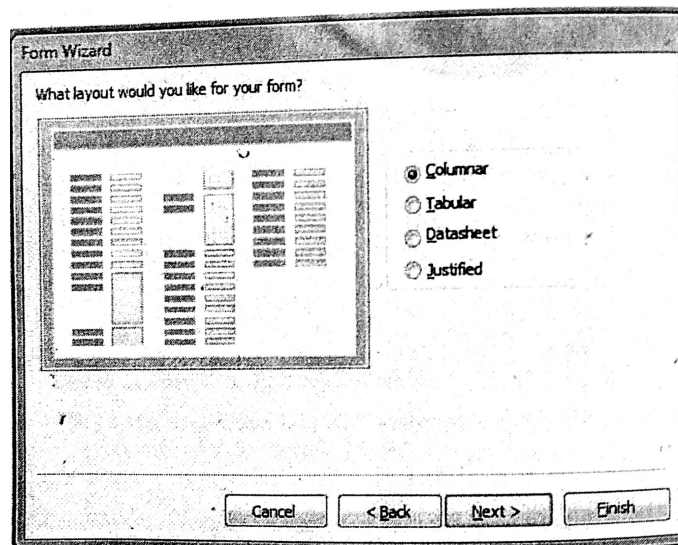 Form Wizard
What layout would you like for your form?
Columnar
Tabular
Datasheet
Justified
Cancel
< Back
Next >
Finish